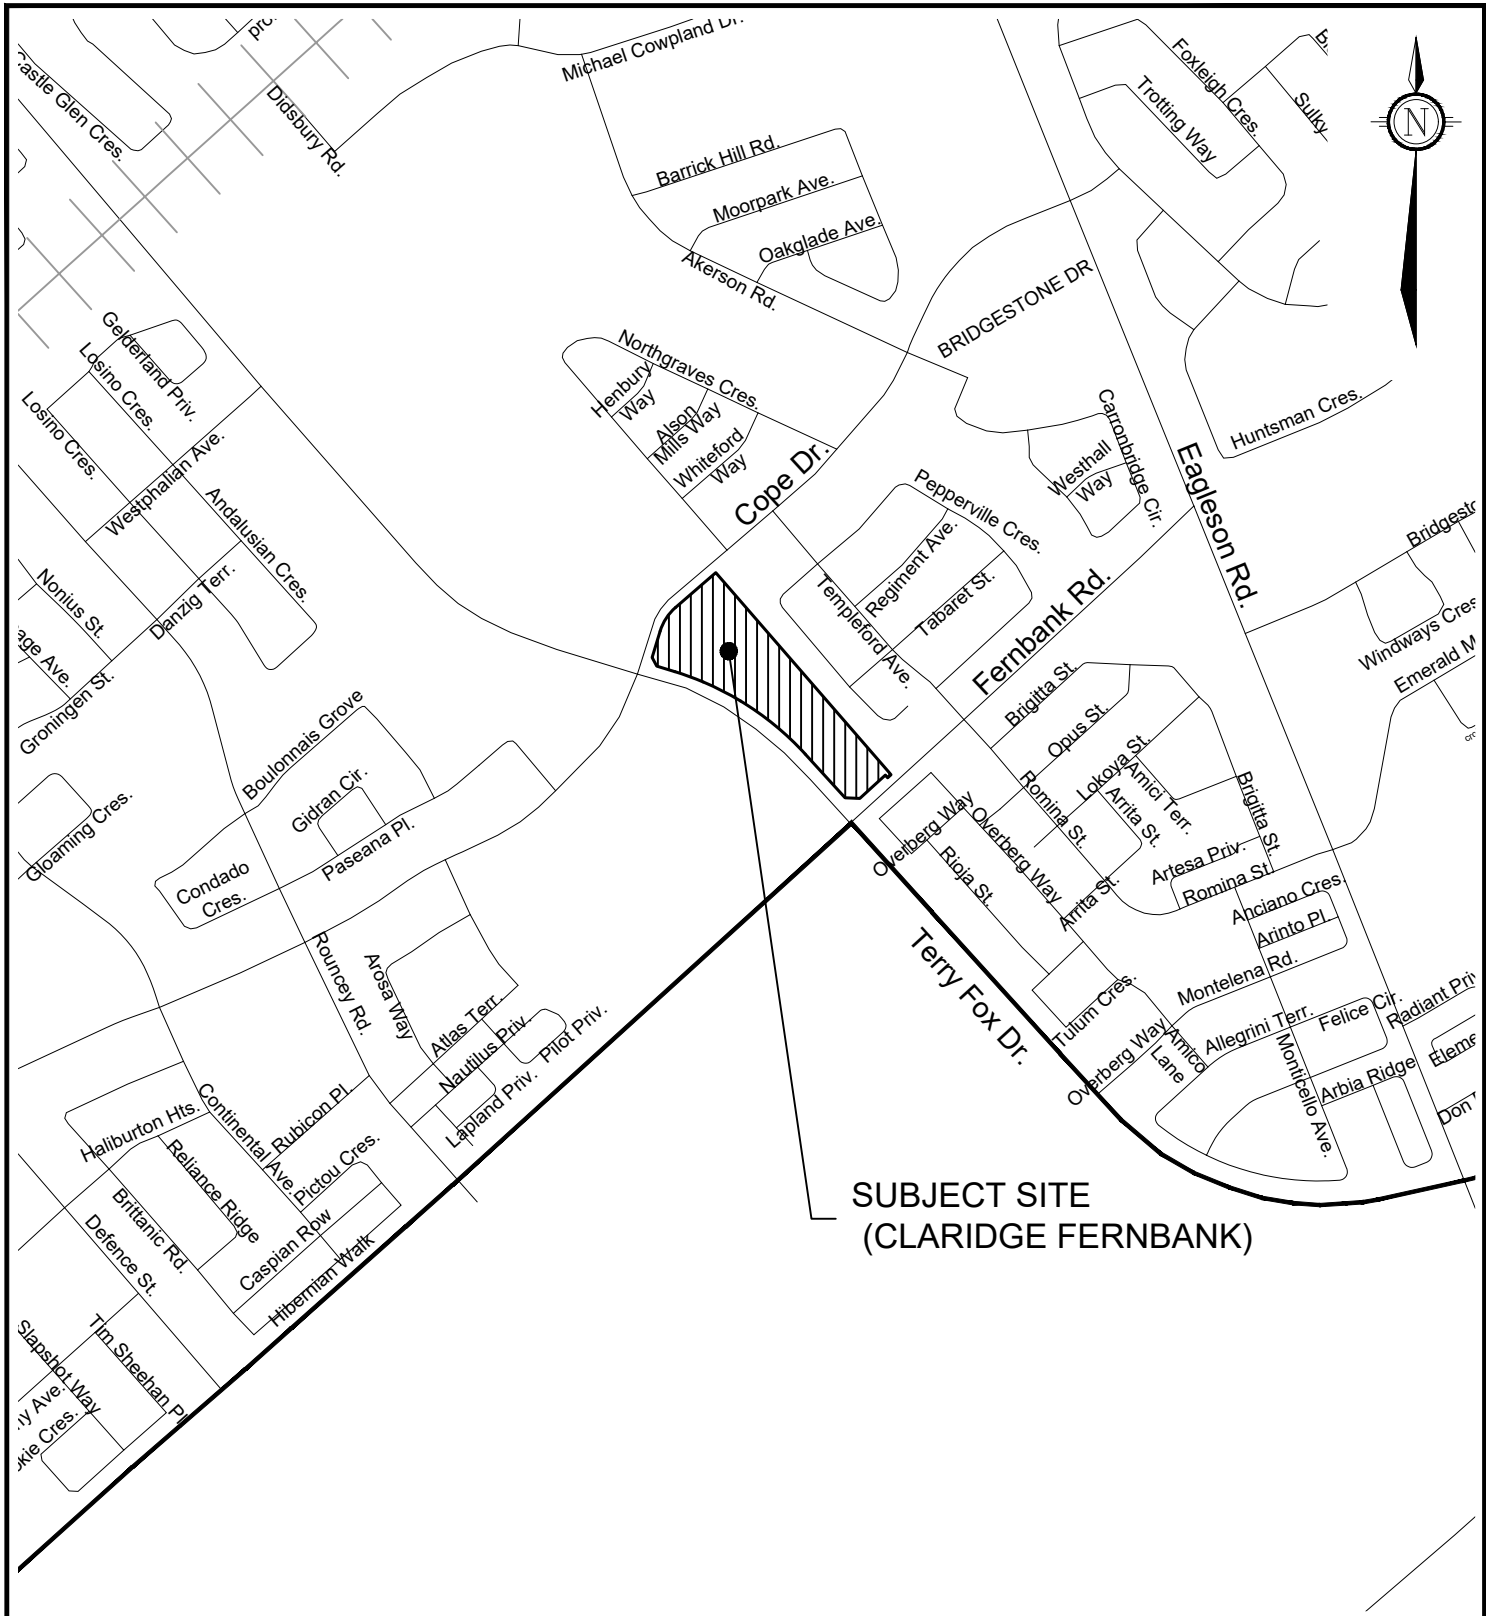 Michael Cowpland Dr.
Castle Glen Cres.
Didsbury Rd.
Foxleigh Cres.
Trotting Way
Sulky
N
Barrick Hill Rd.
Moorpark Ave.
Oakglade Ave.
Akerson Rd.
BRIDGESTONE DR
Gelderland Priv.
Losino Cres.
Losino Cres.
Westphalian Ave.
Andalusian Cres.
Danzig Terr.
Nonius St.
age Ave.
Groningen St.
Northgraves Cres.
Henbury
Way
Alson
Mills Way
Whiteford
Way
Cope Dr.
Carronbridge Cir.
Westhall
Way
Huntsman Cres.
Eagleson Rd.
Pepperville Cres.
Regiment Ave.
Tabaret St.
Templeford Ave.
Fernbank Rd.
Bridgesto
Windways Cres
Emerald M
Brigitta St.
Opus St.
Lokoya St.
Amici Terr.
Arrita St.
Romina St.
Brigitta St.
Overberg Way
Overberg Way
Rioja St.
Arrita St.
Artesa Priv.
Romina St.
Anciano Cres.
Arinto Pl.
Montelena Rd.
Boulonnais Grove
Gidran Cir.
Paseana Pl.
Condado
Cres.
Gloaming Cres.
Rouncey Rd.
Arosa Way
Atlas Terr.
Nautilus Priv.
Pilot Priv.
Lapland Priv.
Terry Fox Dr.
Tulum Cres.
Overberg Way
Amico
Lane
Allegrini Terr.
Felice Cir.
Radiant Priv
Monticello Ave.
Arbia Ridge
Eleme
Don
Haliburton Hts.
Continental Ave.
Rubicon Pl.
Pictou Cres.
Reliance Ridge
Brittanic Rd.
Defence St.
Caspian Row
Hibernian Walk
Slapshot Way
Tim Sheehan Pl.
ny Ave.
okie Cres.
SUBJECT SITE
(CLARIDGE FERNBANK)